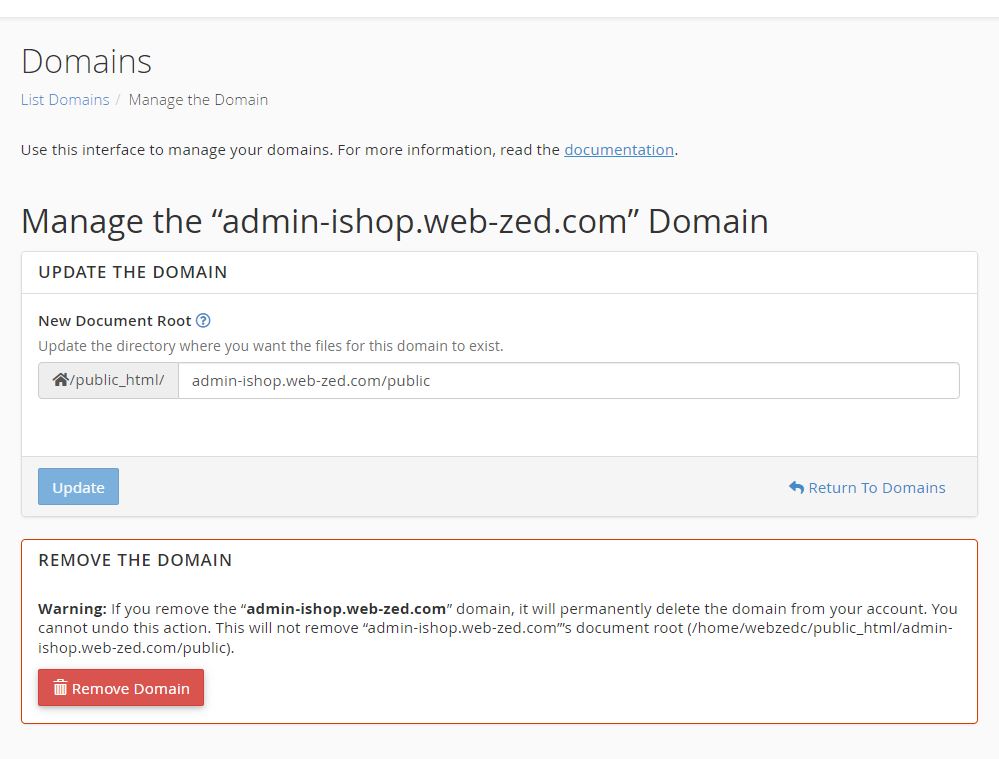 Domains
List Domains / Manage the Domain
Use this interface to manage your domains. For more information, read the documentation.
Manage the “admin-ishop.web-zed.com” Domain
UPDATE THE DOMAIN
New Document Root
Update the directory where you want the files for this domain to exist.
/public_html/ admin-ishop.web-zed.com/public
Update Return To Domains
REMOVE THE DOMAIN
Warning: If you remove the “admin-ishop.web-zed.com” domain, it will permanently delete the domain from your account. You
cannot undo this action. This will not remove “admin-ishop.web-zed.com”’s document root (/home/webzedc/public_html/admin-
ishop.web-zed.com/public).
Remove Domain